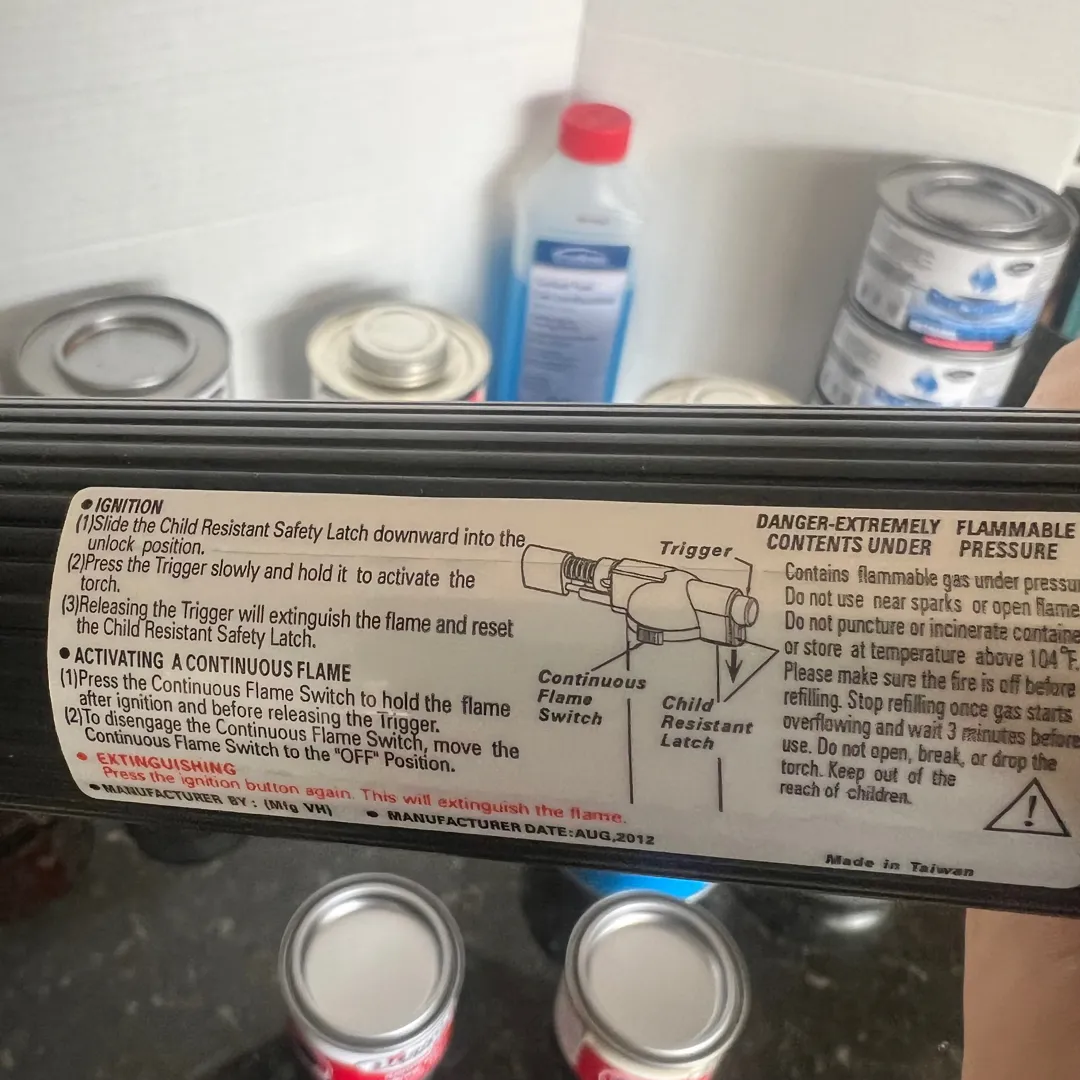 ● IGNITION
(1)Slide the Child Resistant Safety Latch downward into the
unlock position.
(2)Press the Trigger slowly and hold it to activate the
torch.
(3)Releasing the Trigger will extinguish the flame and reset
the Child Resistant Safety Latch.
● ACTIVATING A CONTINUOUS FLAME
(1)Press the Continuous Flame Switch to hold the flame
after ignition and before releasing the Trigger.
(2)To disengage the Continuous Flame Switch, move the
Continuous Flame Switch to the "OFF" Position.
● EXTINGUISHING
Press the ignition button again. This will extinguish the flame.
● MANUFACTURER BY : (Mfg VH) ● MANUFACTURER DATE:AUG,2012
Trigger
Continuous
Flame
Switch
Child
Resistant
Latch
DANGER-EXTREMELY FLAMMABLE
CONTENTS UNDER PRESSURE
Contains flammable gas under pressur
Do not use near sparks or open flame
Do not puncture or incinerate containe
or store at temperature above 104°F.
Please make sure the fire is off before
refilling. Stop refilling once gas starts
overflowing and wait 3 minutes before
use. Do not open, break, or drop the
torch. Keep out of the
reach of children.
!
Made in Taiwan